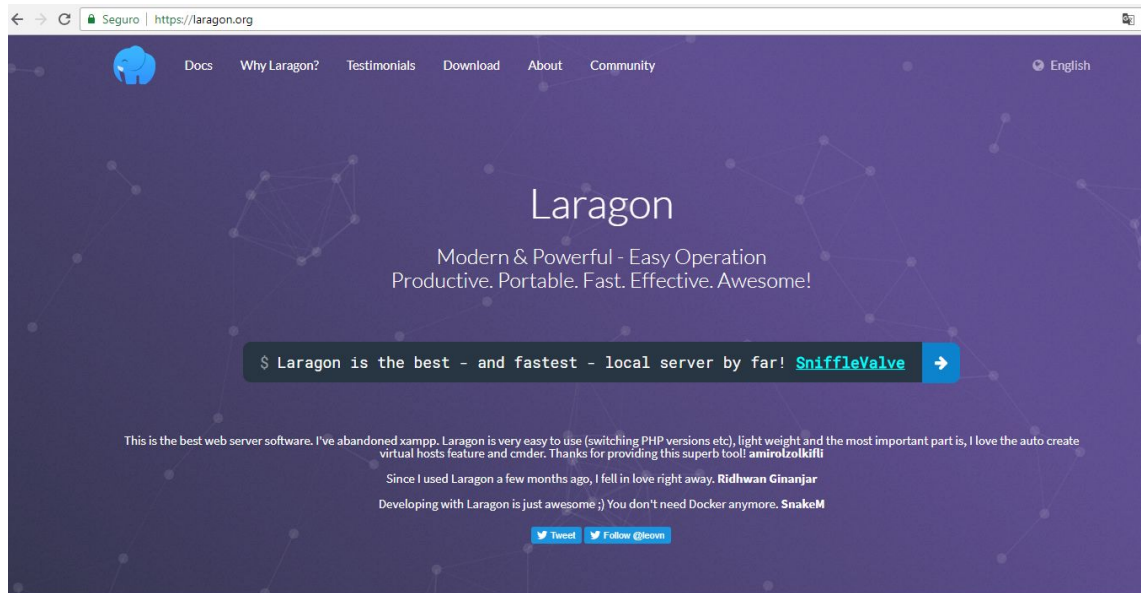 Seguro | https://laragon.org
Docs Why Laragon? Testimonials Download About Community English
Laragon
Modern & Powerful - Easy Operation
Productive. Portable. Fast. Effective. Awesome!
$ Laragon is the best - and fastest - local server by far! SniffleValve
This is the best web server software. I've abandoned xampp. Laragon is very easy to use (switching PHP versions etc), light weight and the most important part is, I love the auto create
virtual hosts feature and cmder. Thanks for providing this superb tool! amirolzolkifli
Since I used Laragon a few months ago, I fell in love right away. Ridhwan Ginanjar
Developing with Laragon is just awesome ;) You don't need Docker anymore. SnakeM
Tweet Follow @leovn